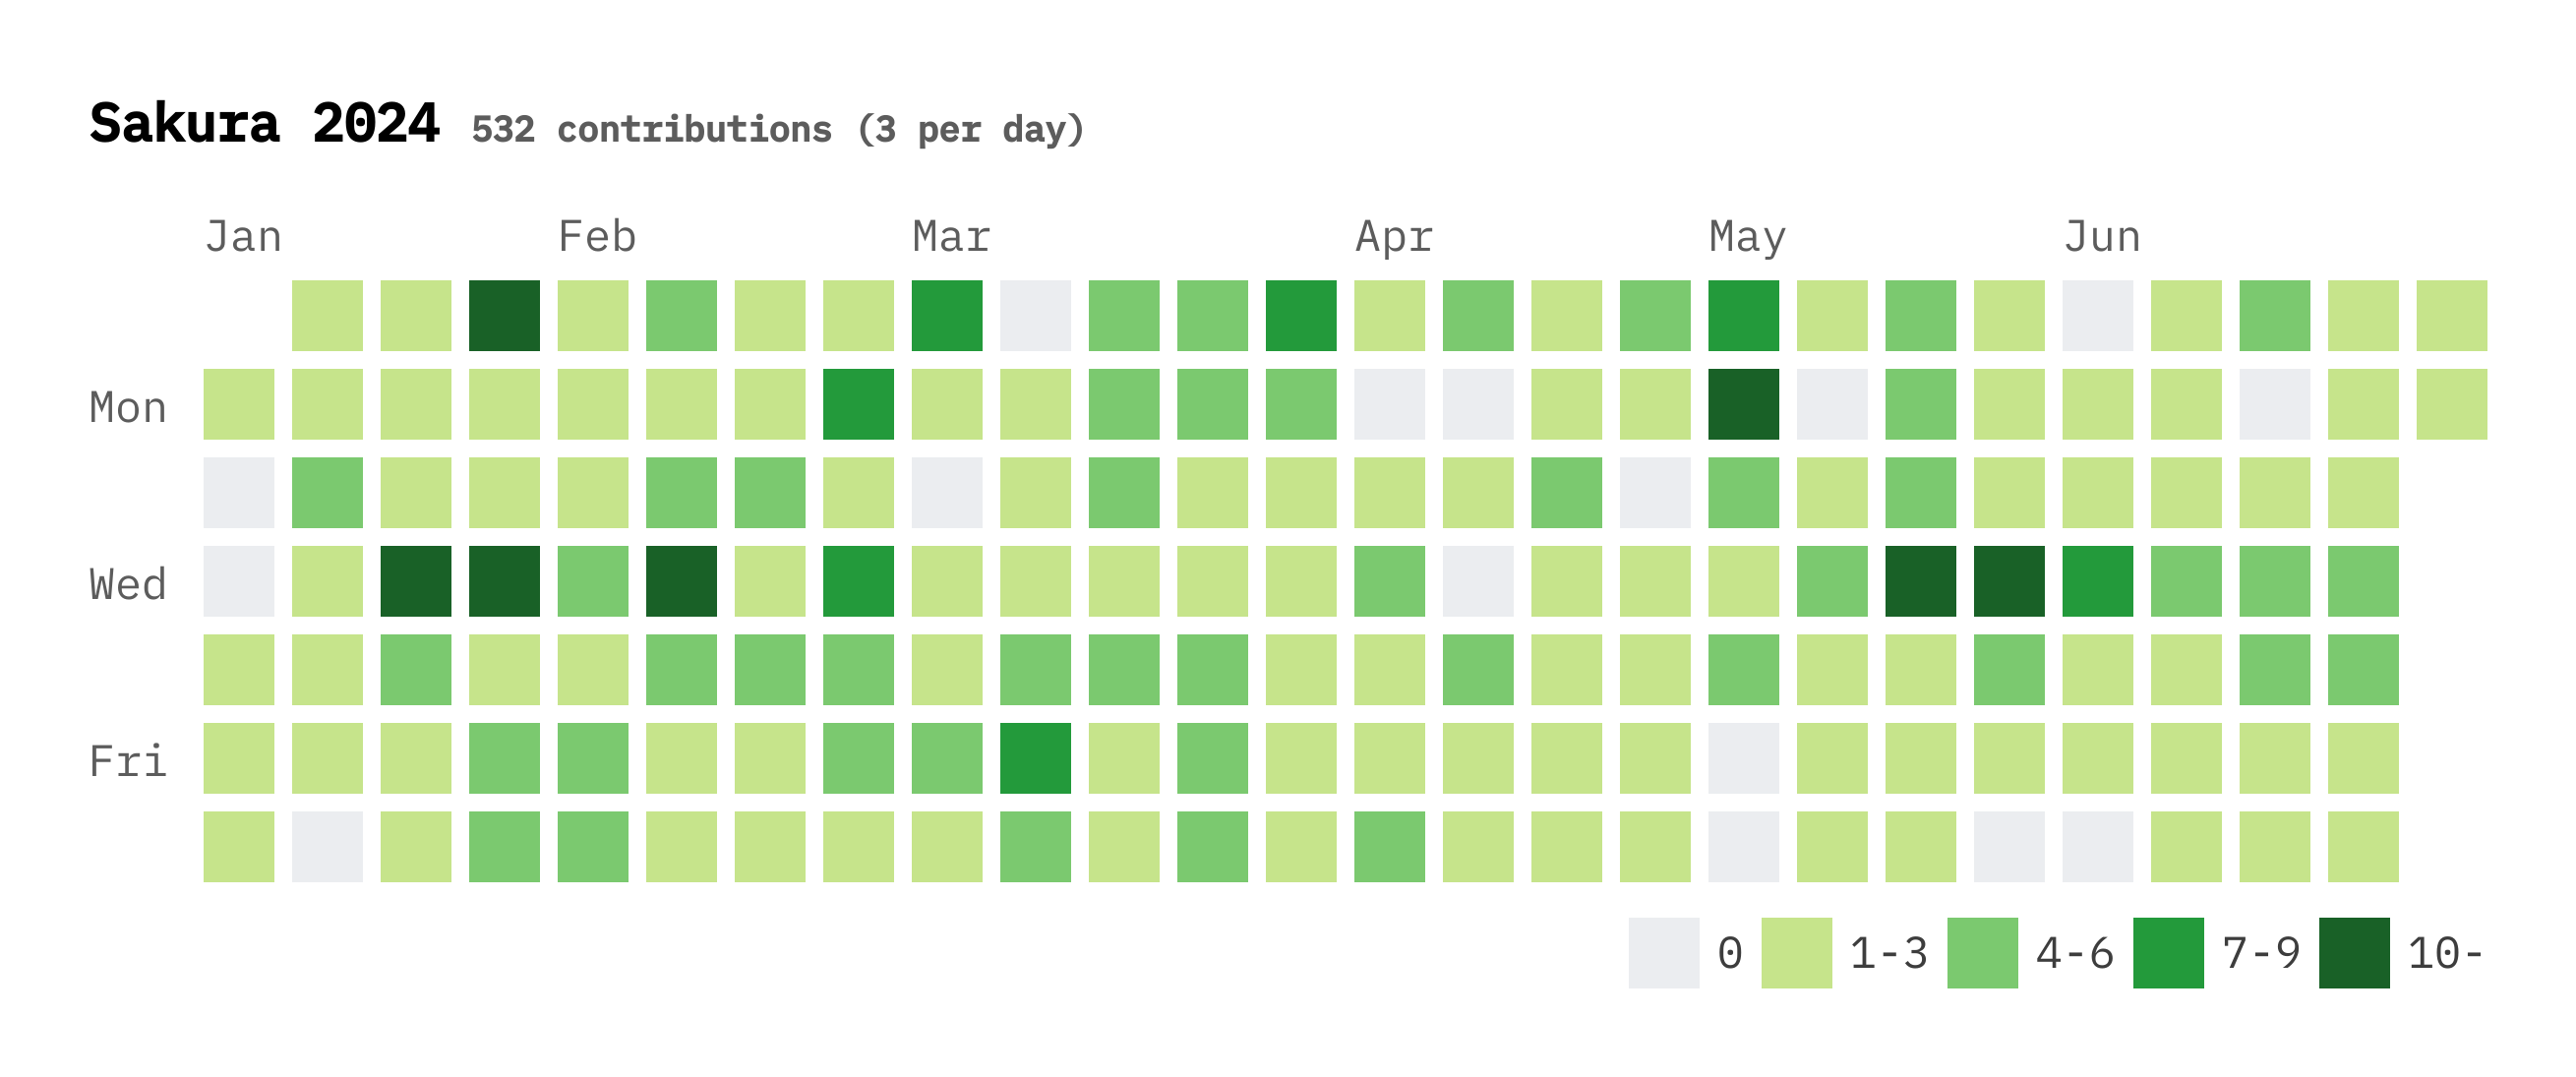 Sakura 2024 532 contributions (3 per day)
Jan Feb Mar Apr May Jun
Mon
Wed
Fri
0 1-3 4-6 7-9 10-